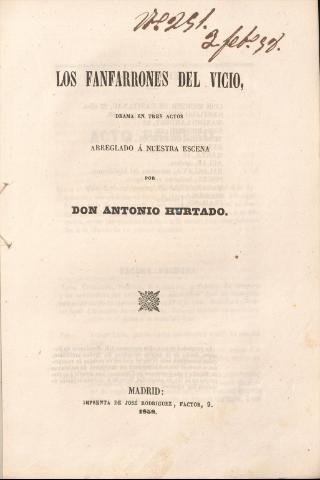 Nº 251.
2 feb.º 59.
LOS FANFARRONES DEL VICIO,
DRAMA EN TRES ACTOS
ARREGLADO Á NUESTRA ESCENA
POR
DON ANTONIO HURTADO.
MADRID:
IMPRENTA DE JOSÉ RODRIGUEZ, FACTOR, 9.
1858.